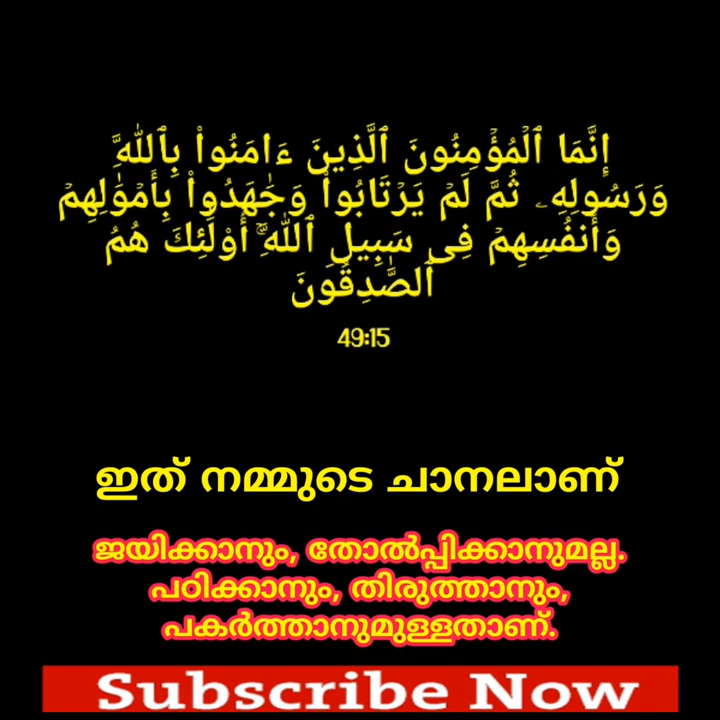 إِنَّمَا ٱلْمُؤْمِنُونَ ٱلَّذِينَ ءَامَنُوا۟ بِٱللَّهِ
وَرَسُولِهِۦ ثُمَّ لَمْ يَرْتَابُوا۟ وَجَٰهَدُوا۟ بِأَمْوَٰلِهِمْ
وَأَنفُسِهِمْ فِى سَبِيلِ ٱللَّهِ ۚ أُو۟لَٰٓئِكَ هُمُ
ٱلصَّٰدِقُونَ
49:15
ഇത് നമ്മുടെ ചാനലാണ്
ജയിക്കാനും, തോൽപ്പിക്കാനുമല്ല.
പഠിക്കാനും, തിരുത്താനും,
പകർത്താനുമുള്ളതാണ്.
Subscribe Now